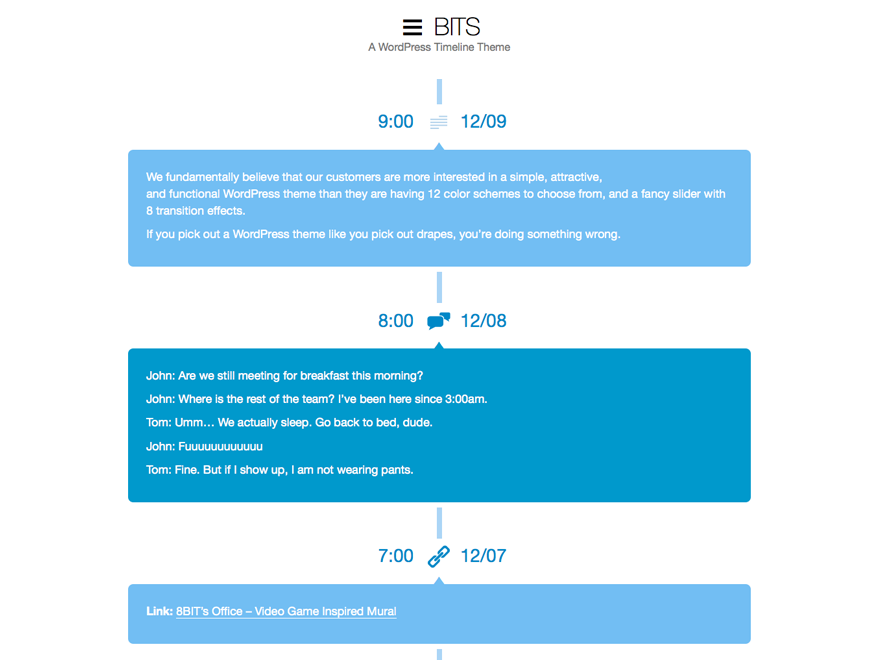 BITS
A WordPress Timeline Theme
9:00 12/09
We fundamentally believe that our customers are more interested in a simple, attractive,
and functional WordPress theme than they are having 12 color schemes to choose from, and a fancy slider with
8 transition effects.
If you pick out a WordPress theme like you pick out drapes, you’re doing something wrong.
8:00 12/08
John: Are we still meeting for breakfast this morning?
John: Where is the rest of the team? I’ve been here since 3:00am.
Tom: Umm… We actually sleep. Go back to bed, dude.
John: Fuuuuuuuuuuuu
Tom: Fine. But if I show up, I am not wearing pants.
7:00 12/07
Link: 8BIT’s Office – Video Game Inspired Mural